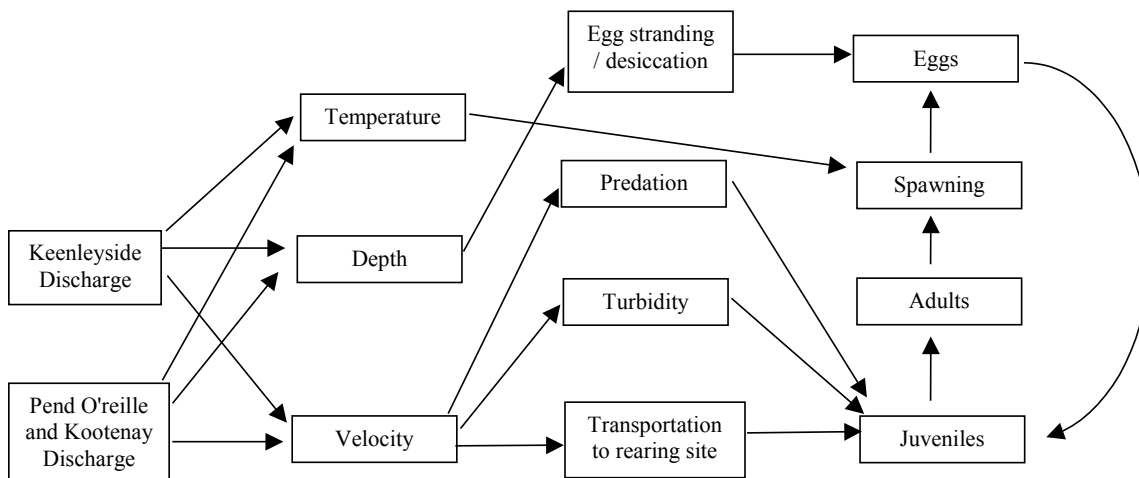 Egg stranding
/ desiccation
Eggs
Temperature
Predation
Spawning
Keenleyside
Discharge
Depth
Turbidity
Adults
Pend O'reille
and Kootenay
Discharge
Velocity
Transportation
to rearing site
Juveniles